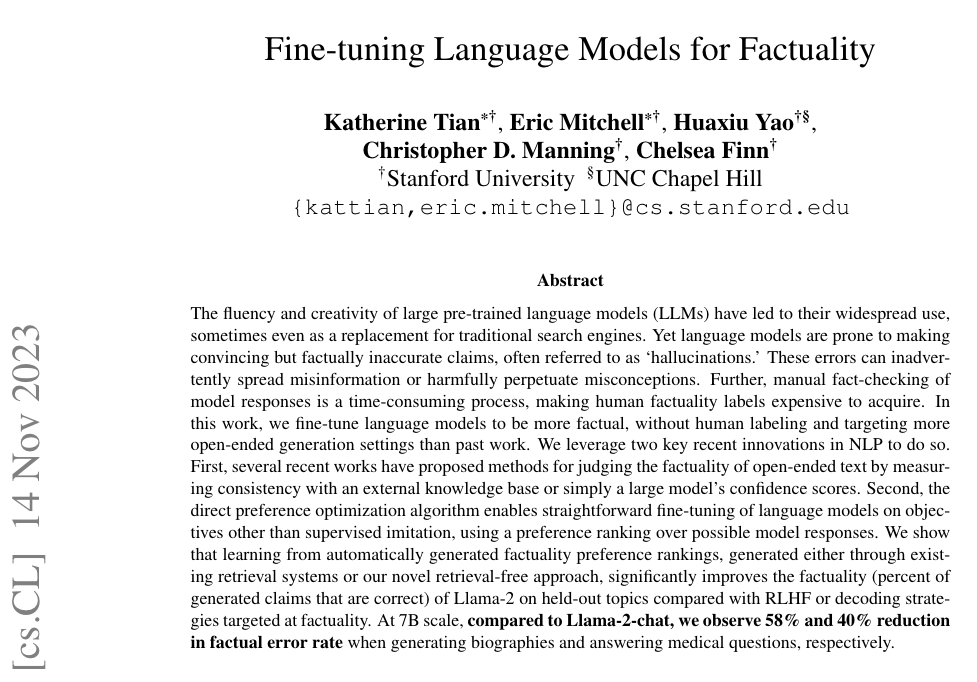 Fine-tuning Language Models for Factuality
Katherine Tian*†, Eric Mitchell*†, Huaxiu Yao†§,
Christopher D. Manning†, Chelsea Finn†
†Stanford University §UNC Chapel Hill
{kattian,eric.mitchell}@cs.stanford.edu
Abstract
The fluency and creativity of large pre-trained language models (LLMs) have led to their widespread use,
sometimes even as a replacement for traditional search engines. Yet language models are prone to making
convincing but factually inaccurate claims, often referred to as ‘hallucinations.’ These errors can inadver-
tently spread misinformation or harmfully perpetuate misconceptions. Further, manual fact-checking of
model responses is a time-consuming process, making human factuality labels expensive to acquire. In
this work, we fine-tune language models to be more factual, without human labeling and targeting more
open-ended generation settings than past work. We leverage two key recent innovations in NLP to do so.
First, several recent works have proposed methods for judging the factuality of open-ended text by measur-
ing consistency with an external knowledge base or simply a large model’s confidence scores. Second, the
direct preference optimization algorithm enables straightforward fine-tuning of language models on objec-
tives other than supervised imitation, using a preference ranking over possible model responses. We show
that learning from automatically generated factuality preference rankings, generated either through exist-
ing retrieval systems or our novel retrieval-free approach, significantly improves the factuality (percent of
generated claims that are correct) of Llama-2 on held-out topics compared with RLHF or decoding strate-
gies targeted at factuality. At 7B scale, compared to Llama-2-chat, we observe 58% and 40% reduction
in factual error rate when generating biographies and answering medical questions, respectively.
[cs.CL] 14 Nov 2023